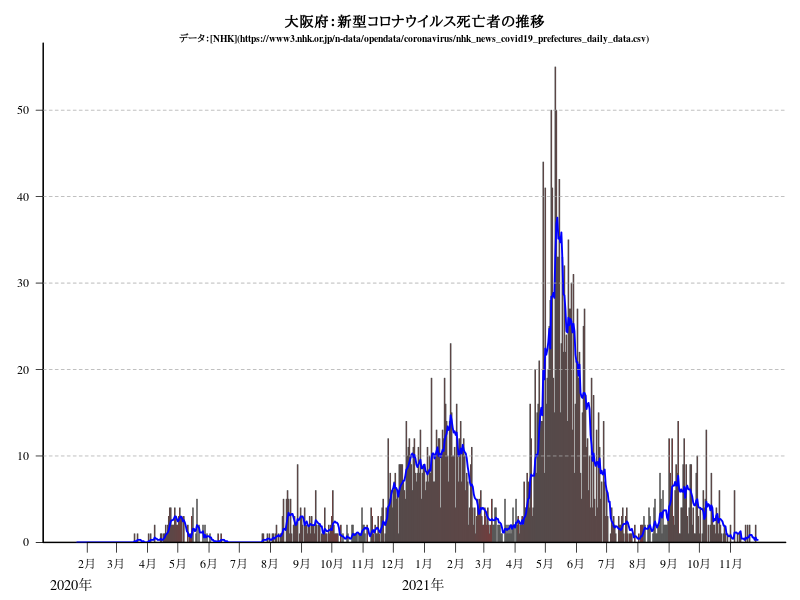 大阪府：新型コロナウイルス死亡者の推移
データ：[NHK](https://www3.nhk.or.jp/n-data/opendata/coronavirus/nhk_news_covid19_prefectures_daily_data.csv)
50
40
30
20
10
0
2月 3月 4月 5月 6月 7月 8月 9月 10月 11月 12月 1月 2月 3月 4月 5月 6月 7月 8月 9月 10月 11月
2020年 2021年